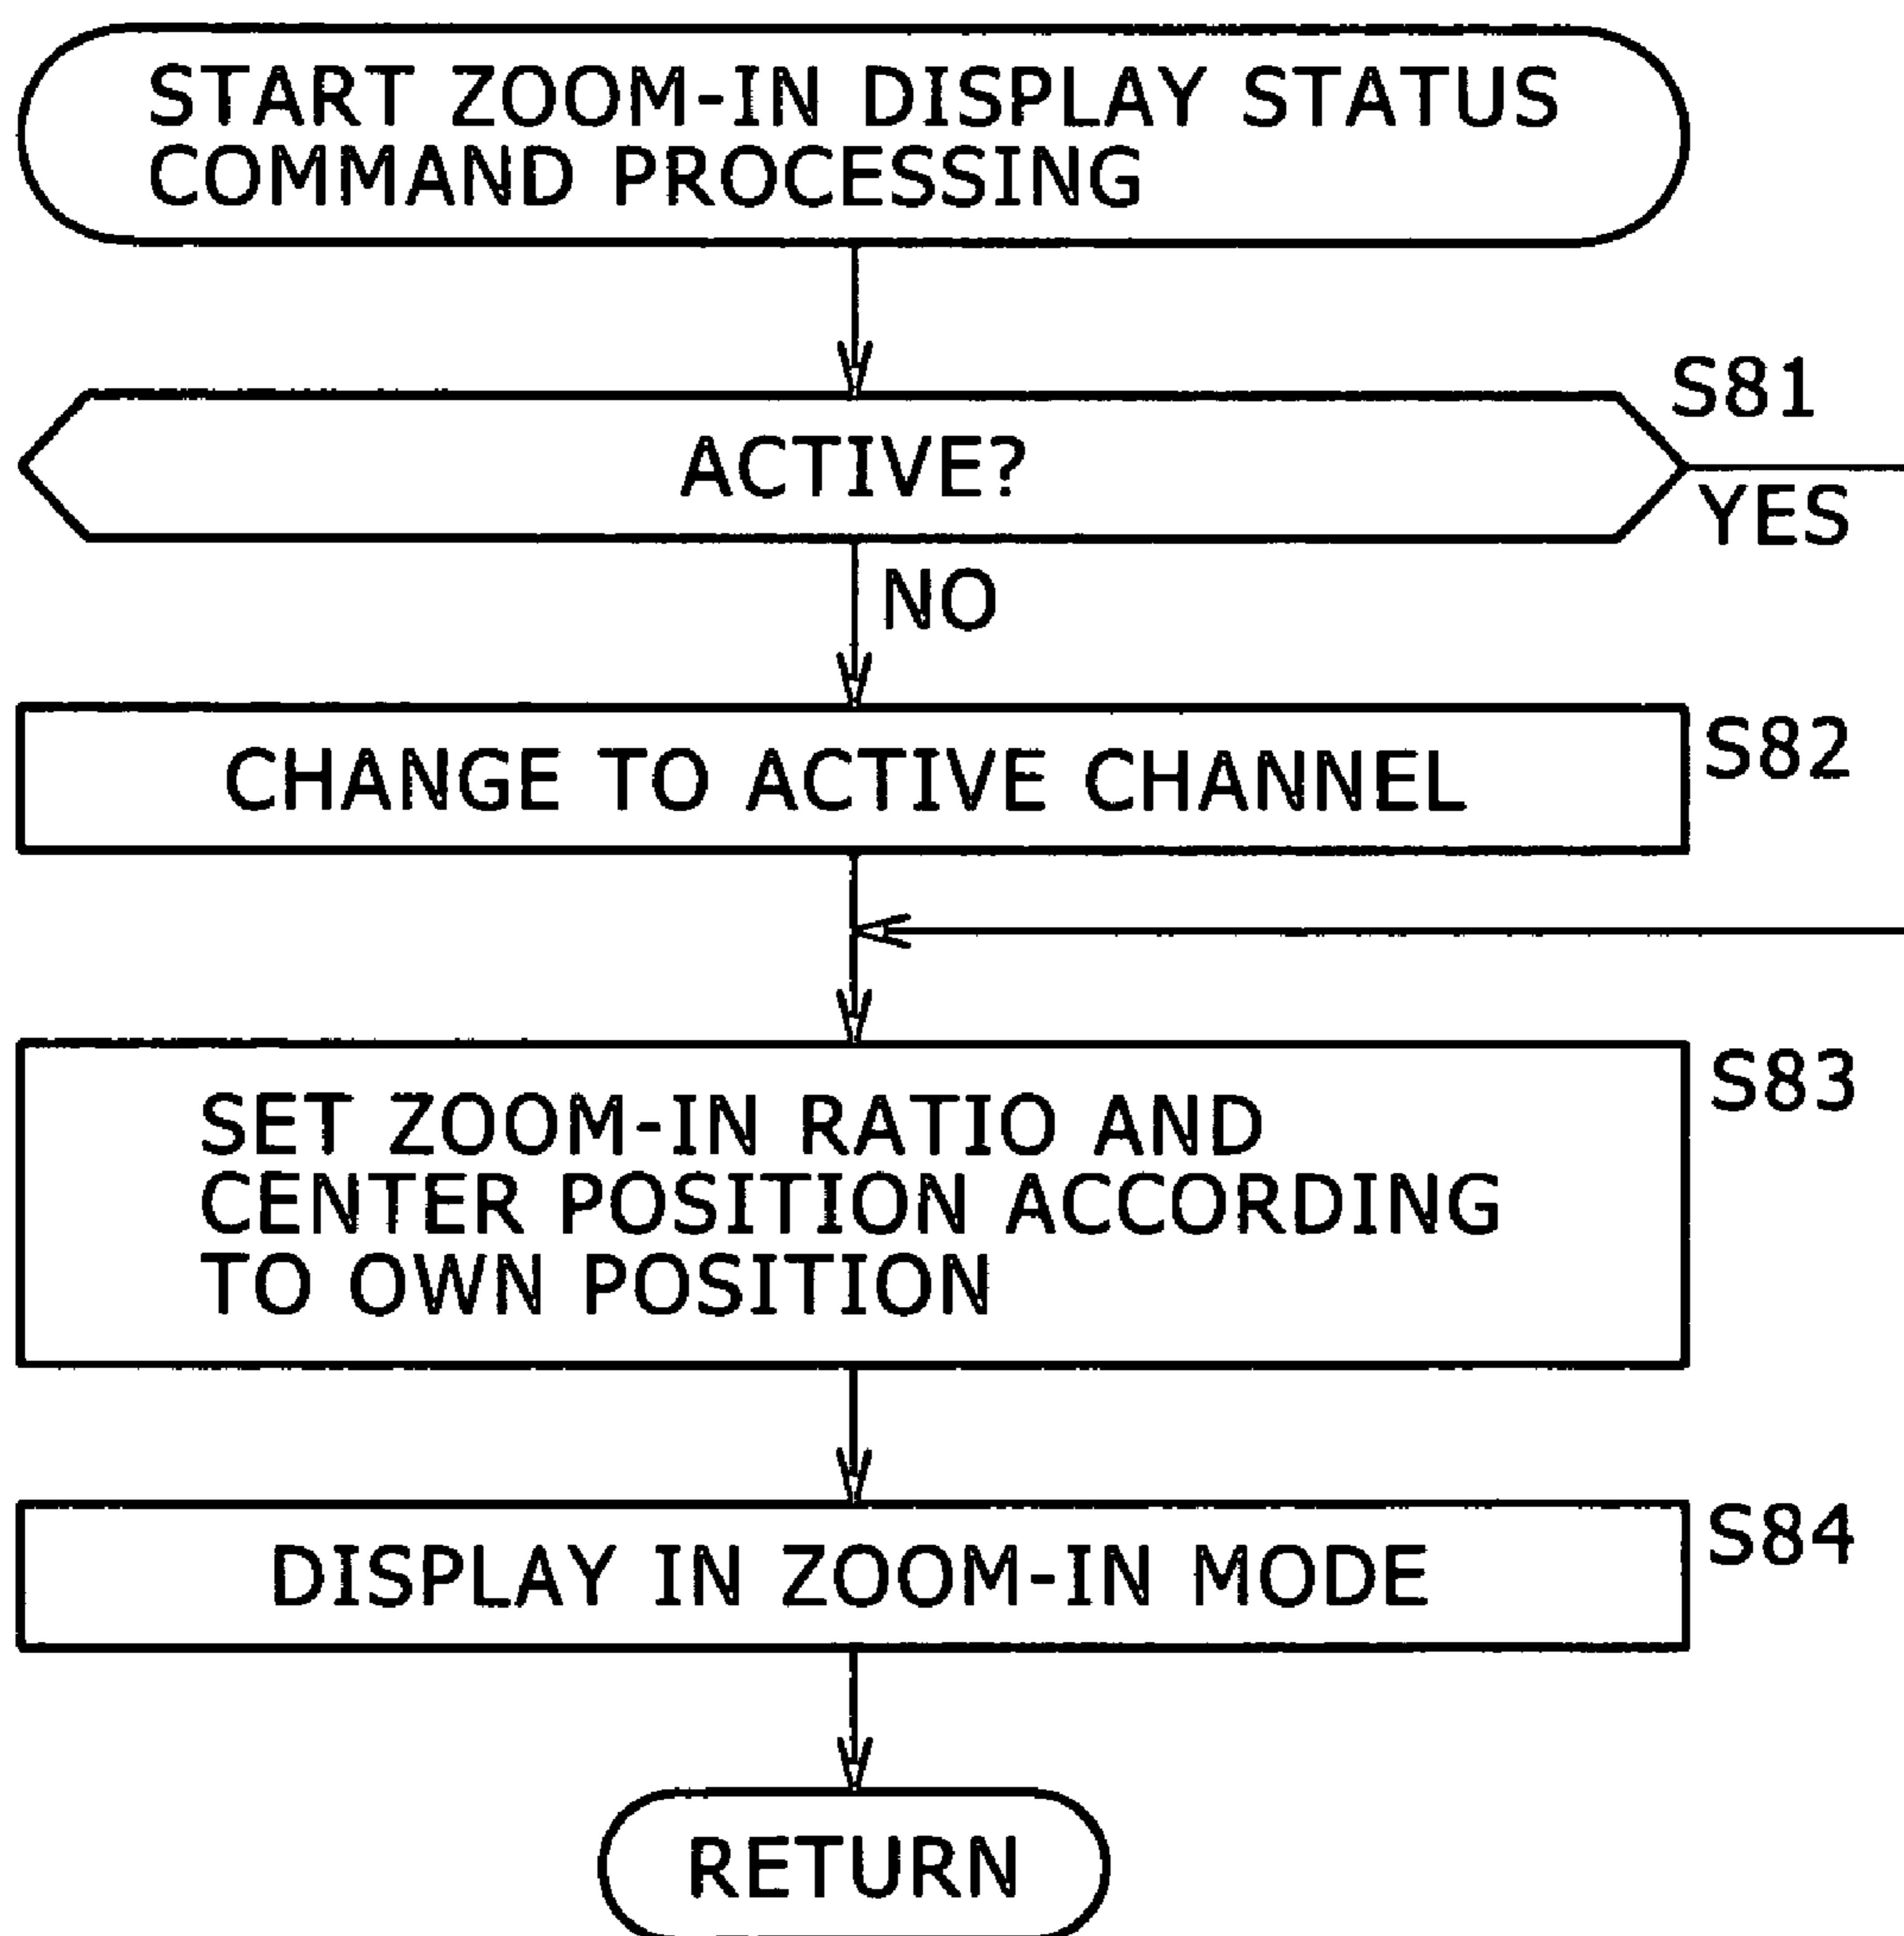 START ZOOM-IN DISPLAY STATUS
COMMAND PROCESSING
S81
ACTIVE?
YES
NO
S82
CHANGE TO ACTIVE CHANNEL
S83
SET ZOOM-IN RATIO AND
CENTER POSITION ACCORDING
TO OWN POSITION
S84
DISPLAY IN ZOOM-IN MODE
RETURN